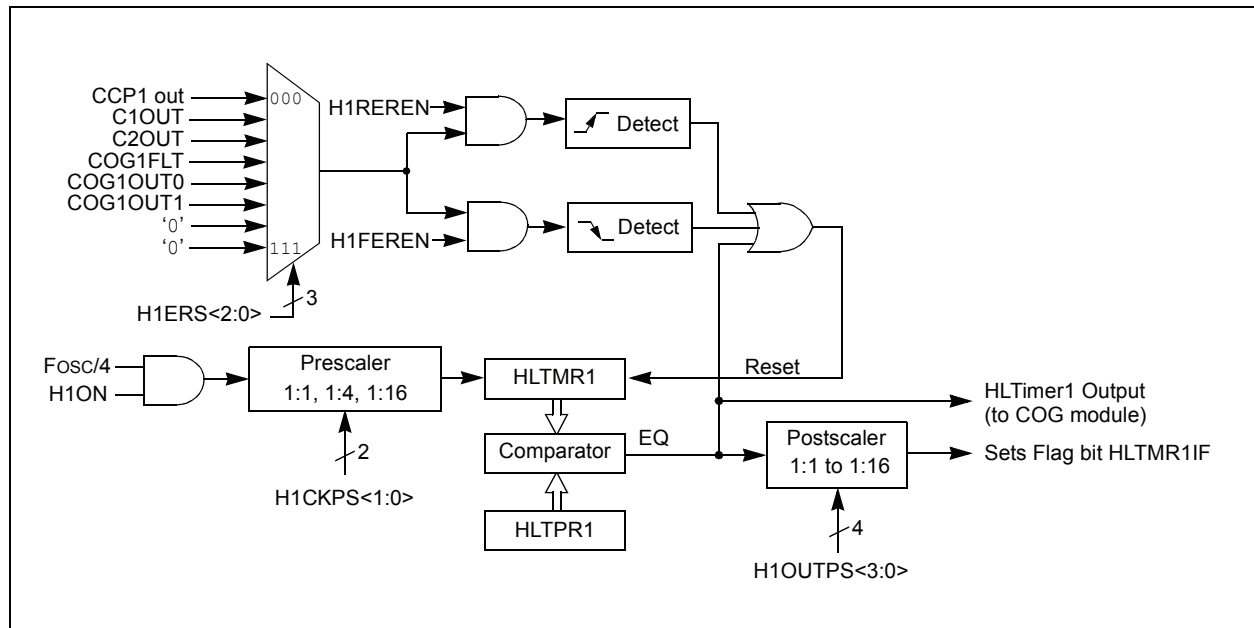 CCP1 out
000
C1OUT
C2OUT
COG1FLT
COG1OUT0
COG1OUT1
‘0’
‘0’
111
H1ERS<2:0>
3
H1REREN
Detect
H1FEREN
Detect
FOSC/4
H1ON
Prescaler
1:1, 1:4, 1:16
2
H1CKPS<1:0>
HLTMR1
Reset
Comparator
EQ
HLTPR1
HLTimer1 Output
(to COG module)
Postscaler
1:1 to 1:16
Sets Flag bit HLTMR1IF
4
H1OUTPS<3:0>